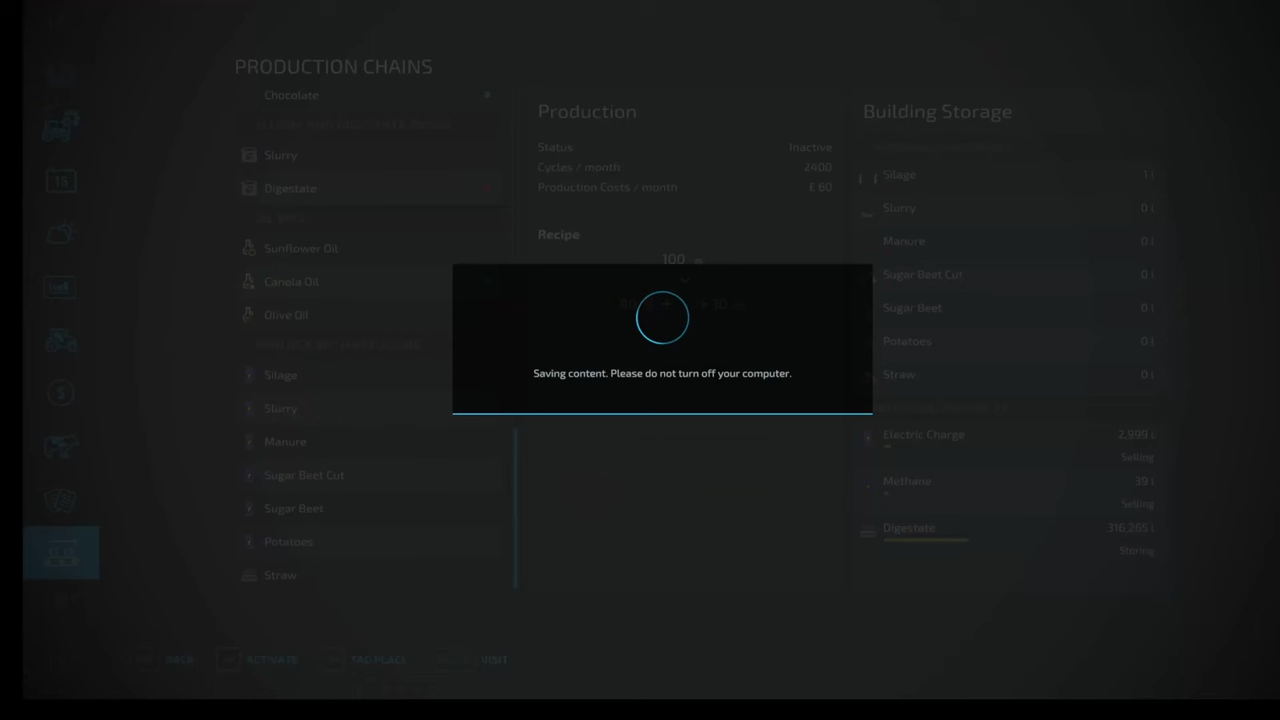 PRODUCTION CHAINS
Chocolate
Slurry
Digestate
Sunflower Oil
Canola Oil
Olive Oil
Silage
Slurry
Manure
Sugar Beet Cut
Sugar Beet
Potatoes
Straw
Production
Status Inactive
Cycles / month 2400
Production Costs / month £ 60
Recipe
100
Saving content. Please do not turn off your computer.
Building Storage
Silage 1 l
Slurry 0 l
Manure 0 l
Sugar Beet Cut 0 l
Sugar Beet 0 l
Potatoes 0 l
Straw 0 l
Electric Charge 2,999 l
Selling
Methane 39 l
Selling
Digestate 316,265 l
Storing
15
BACK ACTIVATE TAG PLACE VISIT